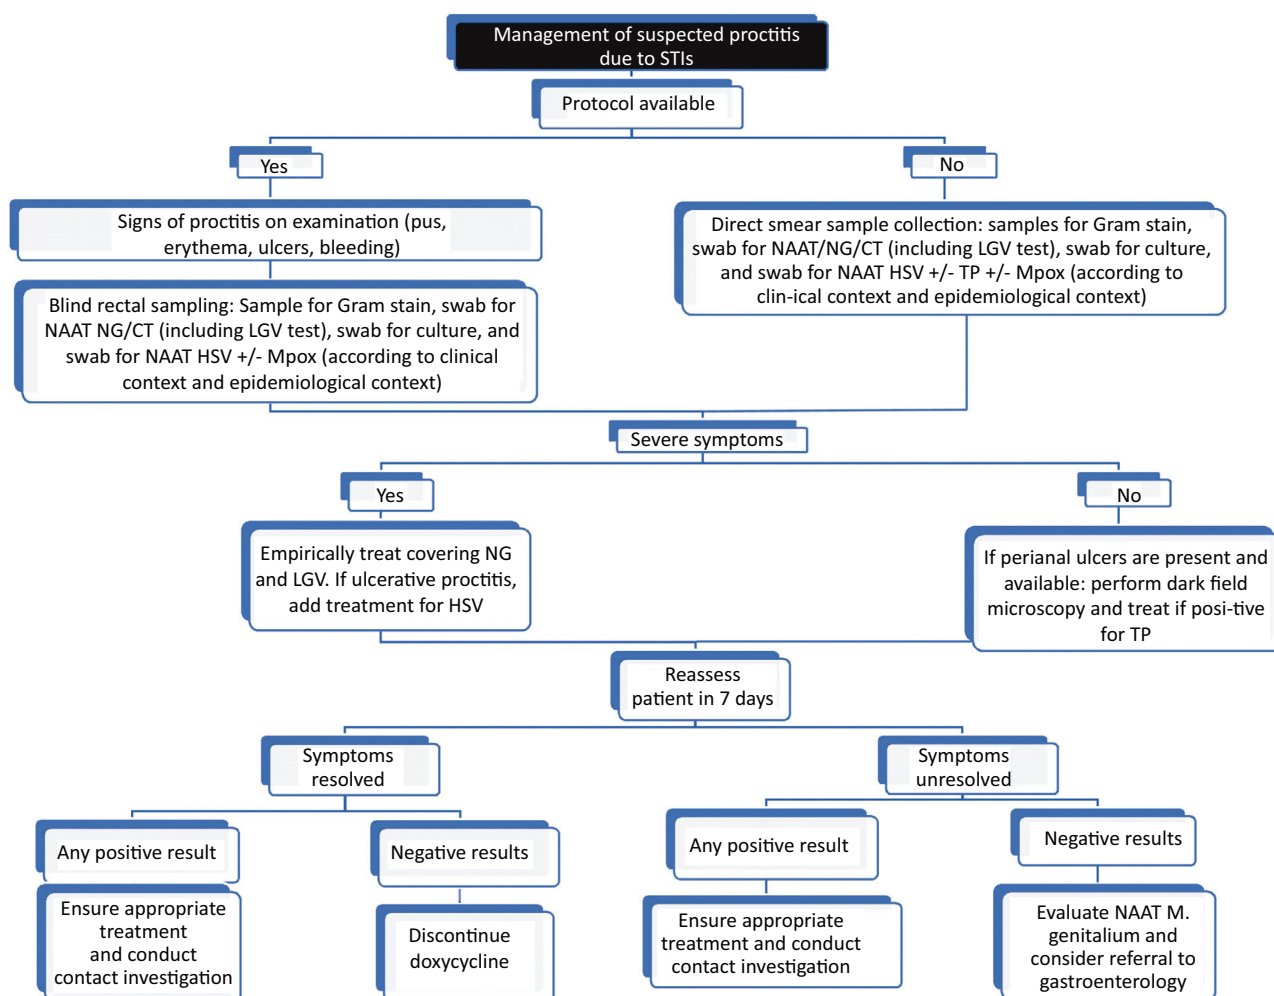 Management of suspected proctitis
due to STIs
Protocol available
Yes
No
Signs of proctitis on examination (pus,
erythema, ulcers, bleeding)
Direct smear sample collection: samples for Gram stain,
swab for NAAT/NG/CT (including LGV test), swab for culture,
and swab for NAAT HSV +/- TP +/- Mpox (according to
clin-ical context and epidemiological context)
Blind rectal sampling: Sample for Gram stain, swab for
NAAT NG/CT (including LGV test), swab for culture, and
swab for NAAT HSV +/- Mpox (according to clinical
context and epidemiological context)
Severe symptoms
Yes
No
Empirically treat covering NG
and LGV. If ulcerative proctitis,
add treatment for HSV
If perianal ulcers are present and
available: perform dark field
microscopy and treat if posi-tive
for TP
Reassess
patient in 7 days
Symptoms
resolved
Symptoms
unresolved
Any positive result
Negative results
Any positive result
Negative results
Ensure appropriate
treatment
and conduct
contact investigation
Discontinue
doxycycline
Ensure appropriate
treatment and conduct
contact investigation
Evaluate NAAT M.
genitalium and
consider referral to
gastroenterology